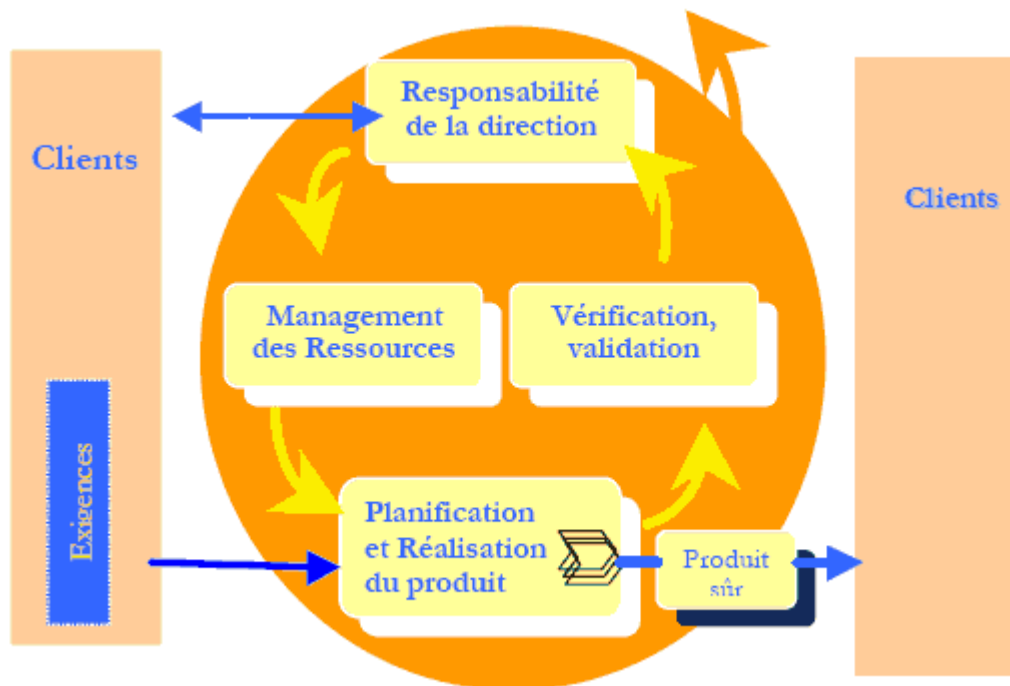 Clients
Exigences
Responsabilité
de la direction
Management
des Ressources
Vérification,
validation
Planification
et Réalisation
du produit
Produit
sûr
Clients